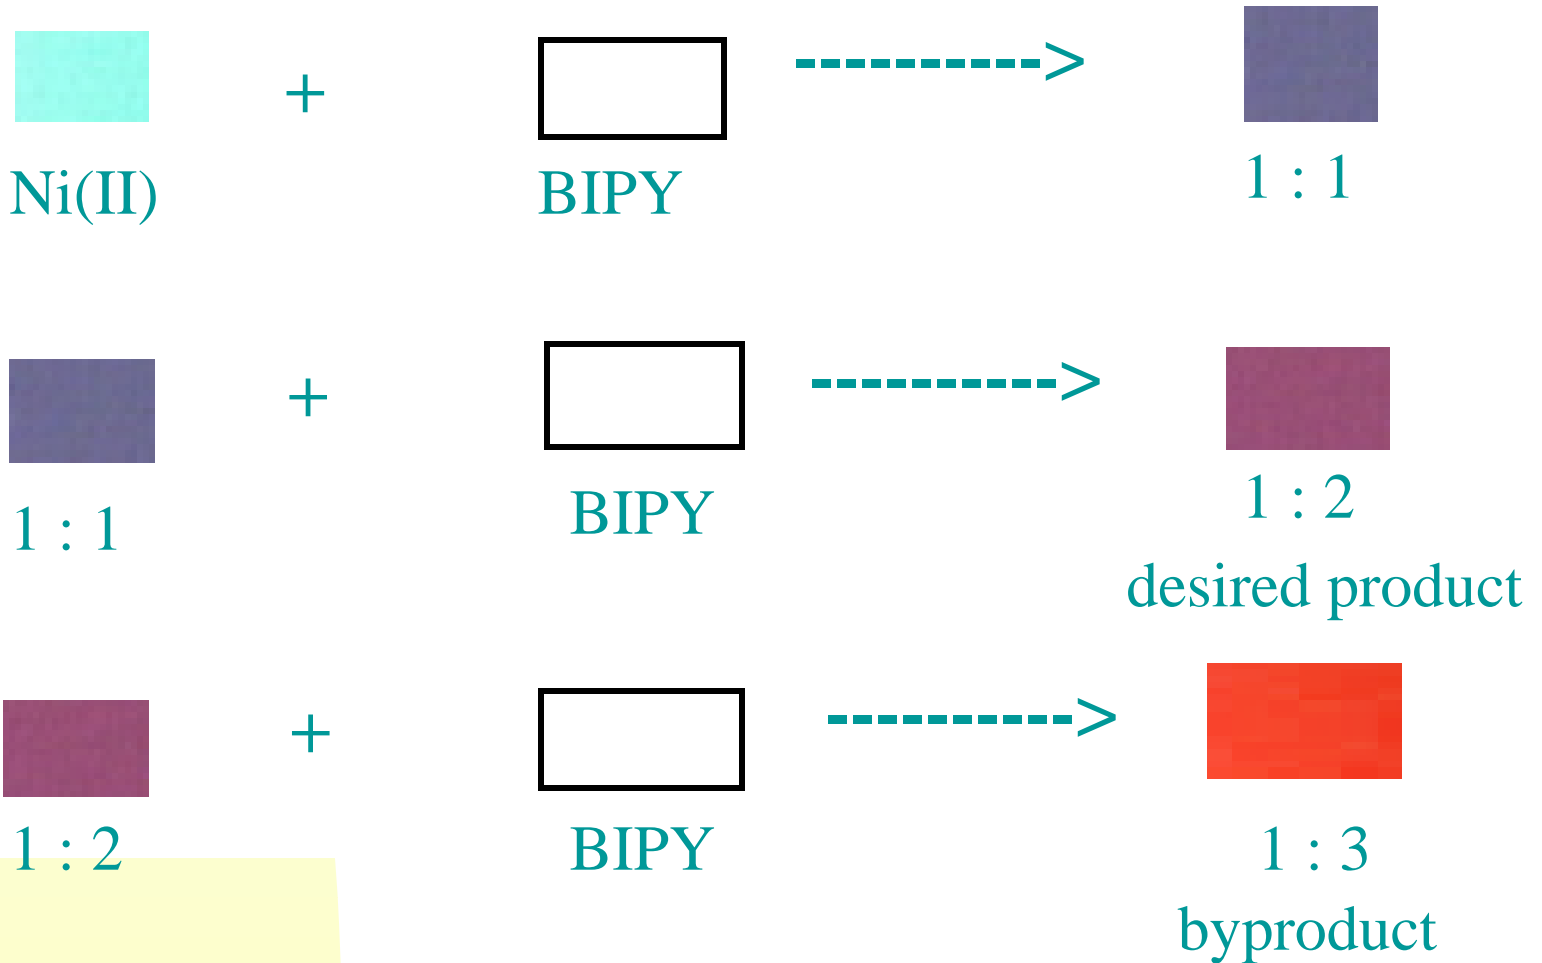 + ----------->
Ni(II) BIPY 1 : 1
+ ----------->
1 : 1 BIPY 1 : 2
desired product
+ ----------->
1 : 2 BIPY 1 : 3
byproduct